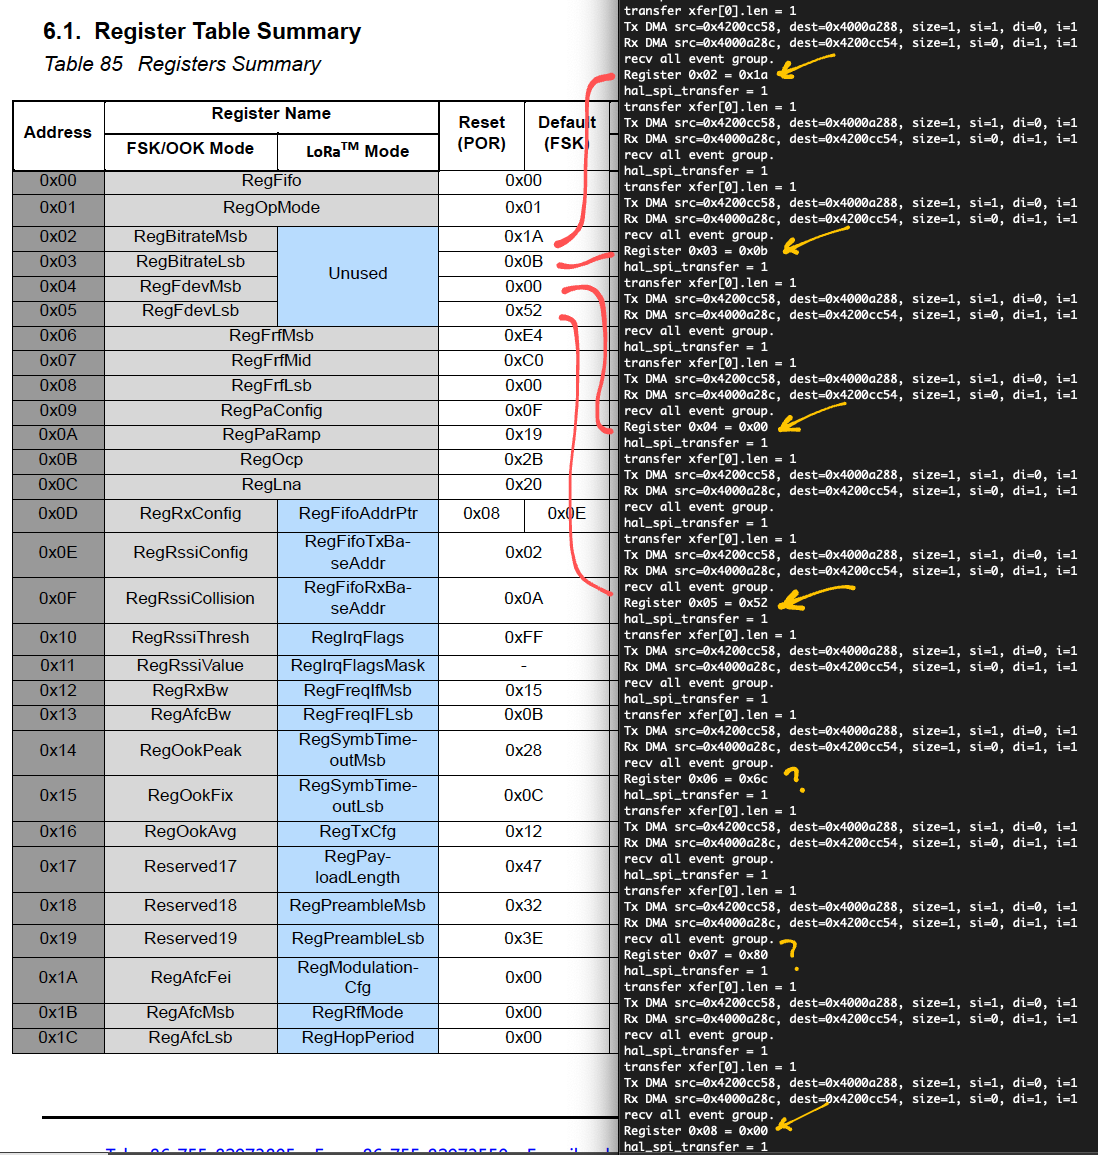 6.1. Register Table Summary
Table 85 Registers Summary
Address
Register Name
Reset
(POR)
Default
(FSK)
FSK/OOK Mode
LoRa™ Mode
0x00 RegFifo 0x00
0x01 RegOpMode 0x01
0x02 RegBitrateMsb Unused 0x1A
0x03 RegBitrateLsb 0x0B
0x04 RegFdevMsb 0x00
0x05 RegFdevLsb 0x52
0x06 RegFrfMsb 0xE4
0x07 RegFrfMid 0xC0
0x08 RegFrfLsb 0x00
0x09 RegPaConfig 0x0F
0x0A RegPaRamp 0x19
0x0B RegOcp 0x2B
0x0C RegLna 0x20
0x0D RegRxConfig RegFifoAddrPtr 0x08 0x0E
0x0E RegRssiConfig RegFifoTxBa-
seAddr 0x02
0x0F RegRssiCollision RegFifoRxBa-
seAddr 0x0A
0x10 RegRssiThresh RegIrqFlags 0xFF
0x11 RegRssiValue RegIrqFlagsMask -
0x12 RegRxBw RegFreqIfMsb 0x15
0x13 RegAfcBw RegFreqIFLsb 0x0B
0x14 RegOokPeak RegSymbTime-
outMsb 0x28
0x15 RegOokFix RegSymbTime-
outLsb 0x0C
0x16 RegOokAvg RegTxCfg 0x12
0x17 Reserved17 RegPay-
loadLength 0x47
0x18 Reserved18 RegPreambleMsb 0x32
0x19 Reserved19 RegPreambleLsb 0x3E
0x1A RegAfcFei RegModulation-
Cfg 0x00
0x1B RegAfcMsb RegRfMode 0x00
0x1C RegAfcLsb RegHopPeriod 0x00
transfer xfer[0].len = 1
Tx DMA src=0x4200cc58, dest=0x4000a288, size=1, si=1, di=0, i=1
Rx DMA src=0x4000a28c, dest=0x4200cc54, size=1, si=0, di=1, i=1
recv all event group.
Register 0x02 = 0x1a
hal_spi_transfer = 1
transfer xfer[0].len = 1
Tx DMA src=0x4200cc58, dest=0x4000a288, size=1, si=1, di=0, i=1
Rx DMA src=0x4000a28c, dest=0x4200cc54, size=1, si=0, di=1, i=1
recv all event group.
hal_spi_transfer = 1
transfer xfer[0].len = 1
Tx DMA src=0x4200cc58, dest=0x4000a288, size=1, si=1, di=0, i=1
Rx DMA src=0x4000a28c, dest=0x4200cc54, size=1, si=0, di=1, i=1
recv all event group.
Register 0x03 = 0x0b
hal_spi_transfer = 1
transfer xfer[0].len = 1
Tx DMA src=0x4200cc58, dest=0x4000a288, size=1, si=1, di=0, i=1
Rx DMA src=0x4000a28c, dest=0x4200cc54, size=1, si=0, di=1, i=1
recv all event group.
hal_spi_transfer = 1
transfer xfer[0].len = 1
Tx DMA src=0x4200cc58, dest=0x4000a288, size=1, si=1, di=0, i=1
Rx DMA src=0x4000a28c, dest=0x4200cc54, size=1, si=0, di=1, i=1
recv all event group.
Register 0x04 = 0x00
hal_spi_transfer = 1
transfer xfer[0].len = 1
Tx DMA src=0x4200cc58, dest=0x4000a288, size=1, si=1, di=0, i=1
Rx DMA src=0x4000a28c, dest=0x4200cc54, size=1, si=0, di=1, i=1
recv all event group.
hal_spi_transfer = 1
transfer xfer[0].len = 1
Tx DMA src=0x4200cc58, dest=0x4000a288, size=1, si=1, di=0, i=1
Rx DMA src=0x4000a28c, dest=0x4200cc54, size=1, si=0, di=1, i=1
recv all event group.
Register 0x05 = 0x52
hal_spi_transfer = 1
transfer xfer[0].len = 1
Tx DMA src=0x4200cc58, dest=0x4000a288, size=1, si=1, di=0, i=1
Rx DMA src=0x4000a28c, dest=0x4200cc54, size=1, si=0, di=1, i=1
recv all event group.
hal_spi_transfer = 1
transfer xfer[0].len = 1
Tx DMA src=0x4200cc58, dest=0x4000a288, size=1, si=1, di=0, i=1
Rx DMA src=0x4000a28c, dest=0x4200cc54, size=1, si=0, di=1, i=1
recv all event group.
Register 0x06 = 0x6c ?
hal_spi_transfer = 1
transfer xfer[0].len = 1
Tx DMA src=0x4200cc58, dest=0x4000a288, size=1, si=1, di=0, i=1
Rx DMA src=0x4000a28c, dest=0x4200cc54, size=1, si=0, di=1, i=1
recv all event group.
hal_spi_transfer = 1
transfer xfer[0].len = 1
Tx DMA src=0x4200cc58, dest=0x4000a288, size=1, si=1, di=0, i=1
Rx DMA src=0x4000a28c, dest=0x4200cc54, size=1, si=0, di=1, i=1
recv all event group.
Register 0x07 = 0x80 ?
hal_spi_transfer = 1
transfer xfer[0].len = 1
Tx DMA src=0x4200cc58, dest=0x4000a288, size=1, si=1, di=0, i=1
Rx DMA src=0x4000a28c, dest=0x4200cc54, size=1, si=0, di=1, i=1
recv all event group.
hal_spi_transfer = 1
transfer xfer[0].len = 1
Tx DMA src=0x4200cc58, dest=0x4000a288, size=1, si=1, di=0, i=1
Rx DMA src=0x4000a28c, dest=0x4200cc54, size=1, si=0, di=1, i=1
recv all event group.
Register 0x08 = 0x00
hal_spi_transfer = 1